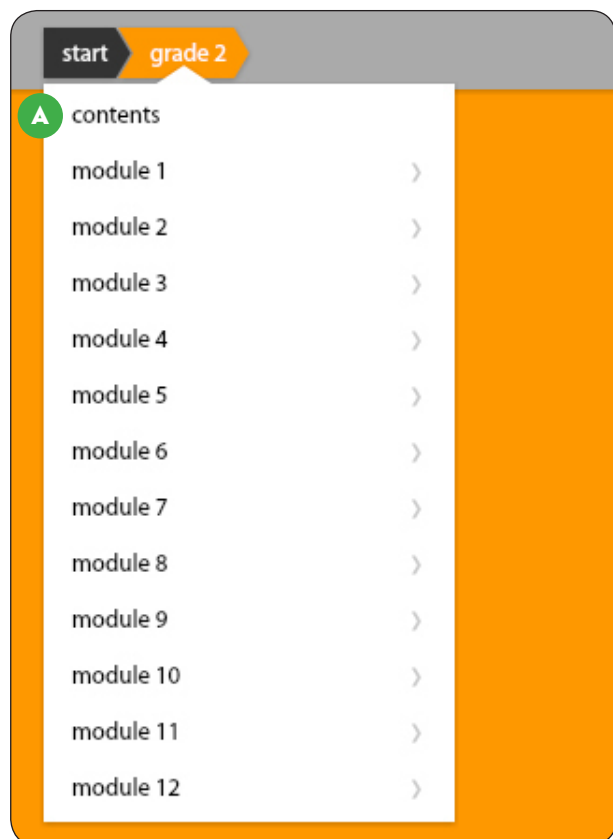 start grade 2
A contents
module 1
module 2
module 3
module 4
module 5
module 6
module 7
module 8
module 9
module 10
module 11
module 12